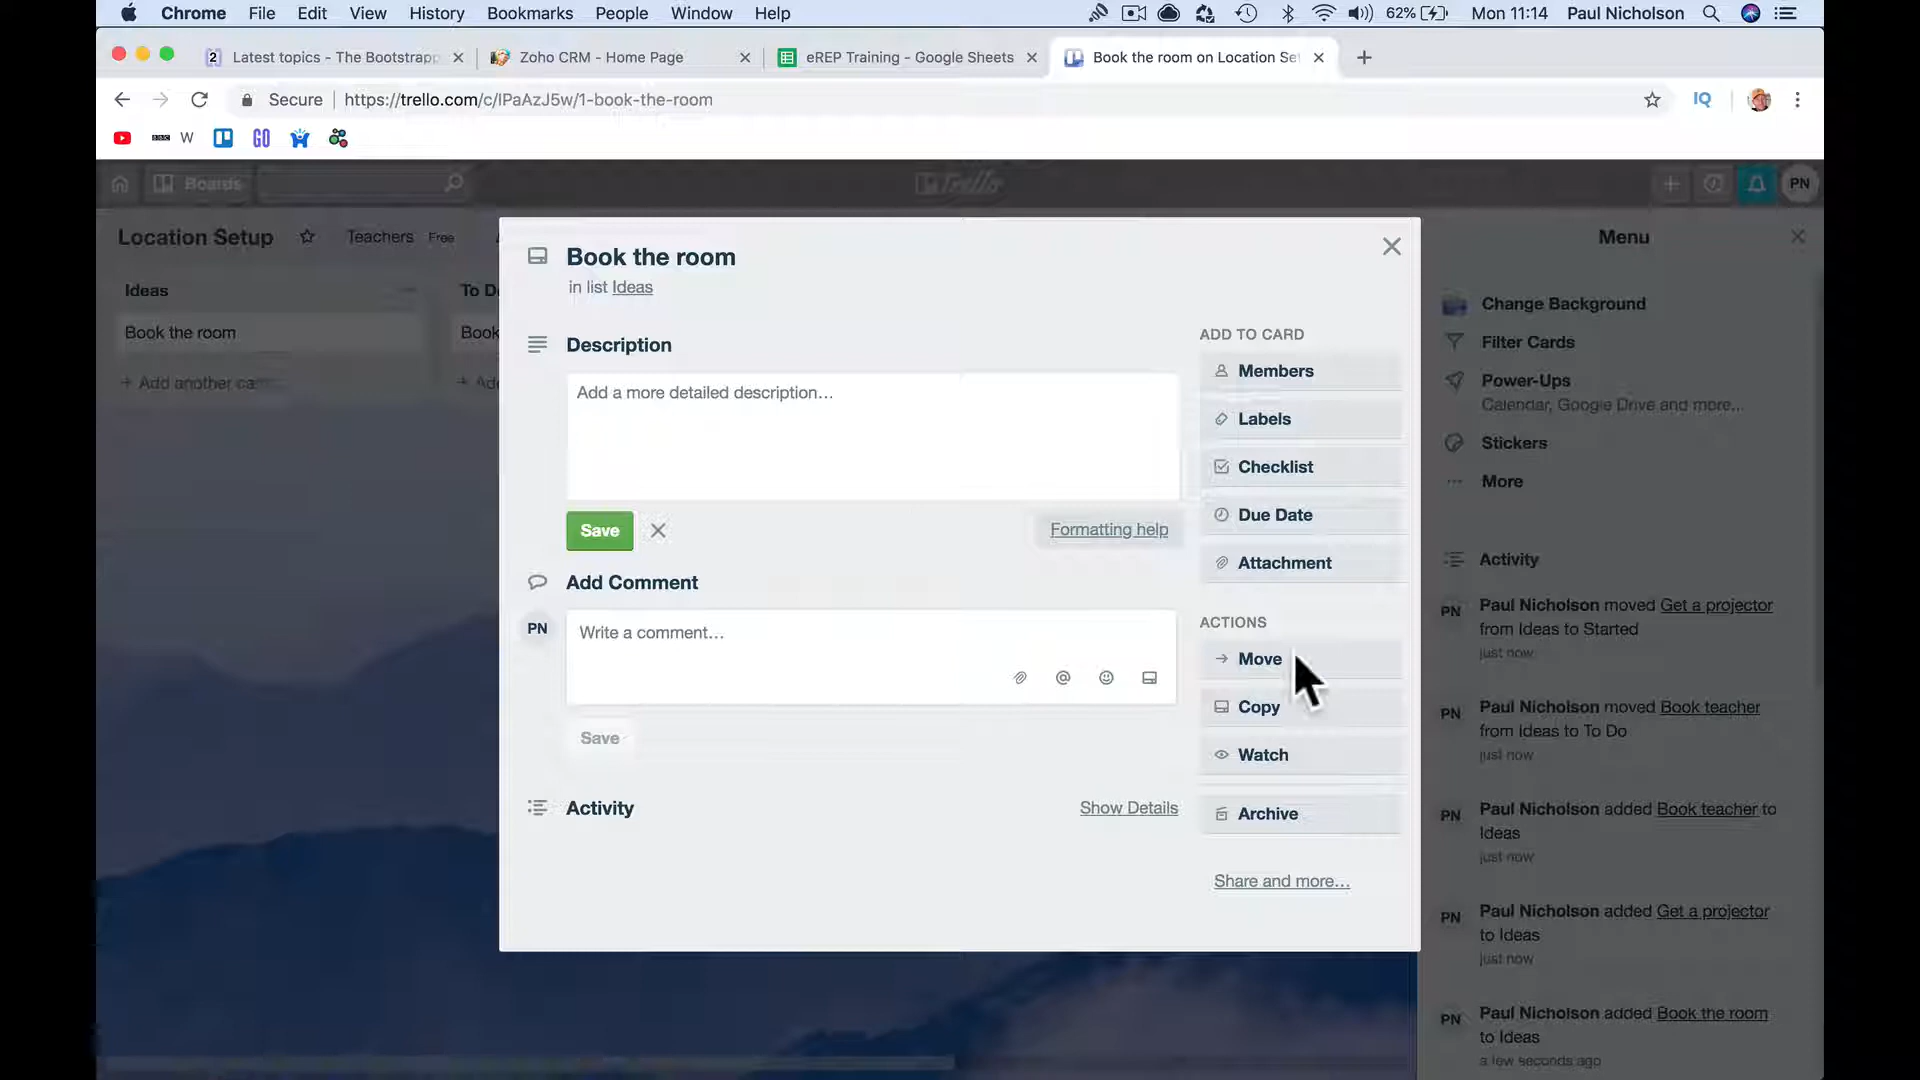 Chrome File Edit View History Bookmarks People Window Help 62% Mon 11:14 Paul Nicholson
Latest topics - The Bootstrapp
Zoho CRM - Home Page
eREP Training - Google Sheets
Book the room on Location Set
Secure https://trello.com/c/lPaAzJ5w/1-book-the-room IQ
BBC W GO
Boards Trello PN
Location Setup Teachers Free
Ideas
Book the room
+ Add another ca
To D
Book
+ Add
Book the room
in list Ideas
Description
Add a more detailed description…
Save
Formatting help
Add Comment
PN
Write a comment…
@
Save
Activity
Show Details
ADD TO CARD
Members
Labels
Checklist
Due Date
Attachment
ACTIONS
Move
Copy
Watch
Archive
Share and more…
Menu
Change Background
Filter Cards
Power-Ups
Calendar, Google Drive and more…
Stickers
More
Activity
PN Paul Nicholson moved Get a projector
from Ideas to Started
just now
PN Paul Nicholson moved Book teacher
from Ideas to To Do
just now
PN Paul Nicholson added Book teacher to
Ideas
just now
PN Paul Nicholson added Get a projector
to Ideas
just now
PN Paul Nicholson added Book the room
to Ideas
a few seconds ago